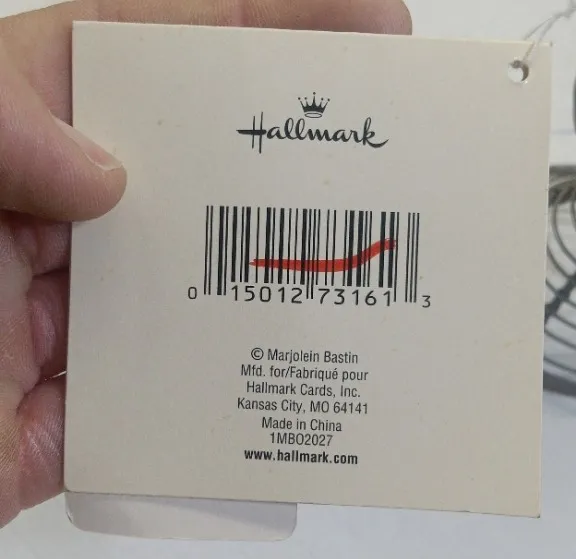 Hallmark
0 15012 73161 3
© Marjolein Bastin
Mfd. for/Fabriqué pour
Hallmark Cards, Inc.
Kansas City, MO 64141
Made in China
1MBO2027
www.hallmark.com